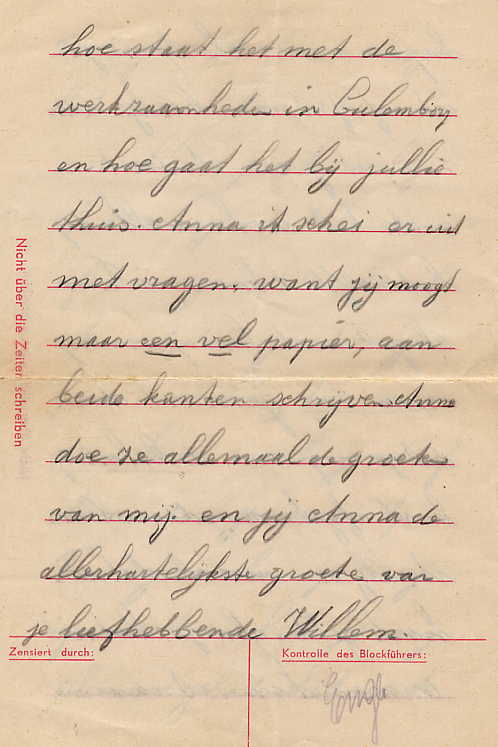 hoe staat het met de
werkzaamheden in Culemborg
en hoe gaat het bij jullie
thuis. Anna ik schei er uit
met vragen, want jij moogt
maar een vel papier, aan
beide kanten schrijven Anna
doe ze allemaal de groeten
van mij. en jij Anna de
allerhartelijkste groete van
je liefhebbende Willem.
Nicht über die Zeilen schreiben
Zensiert durch:
Kontrolle des Blockführers: